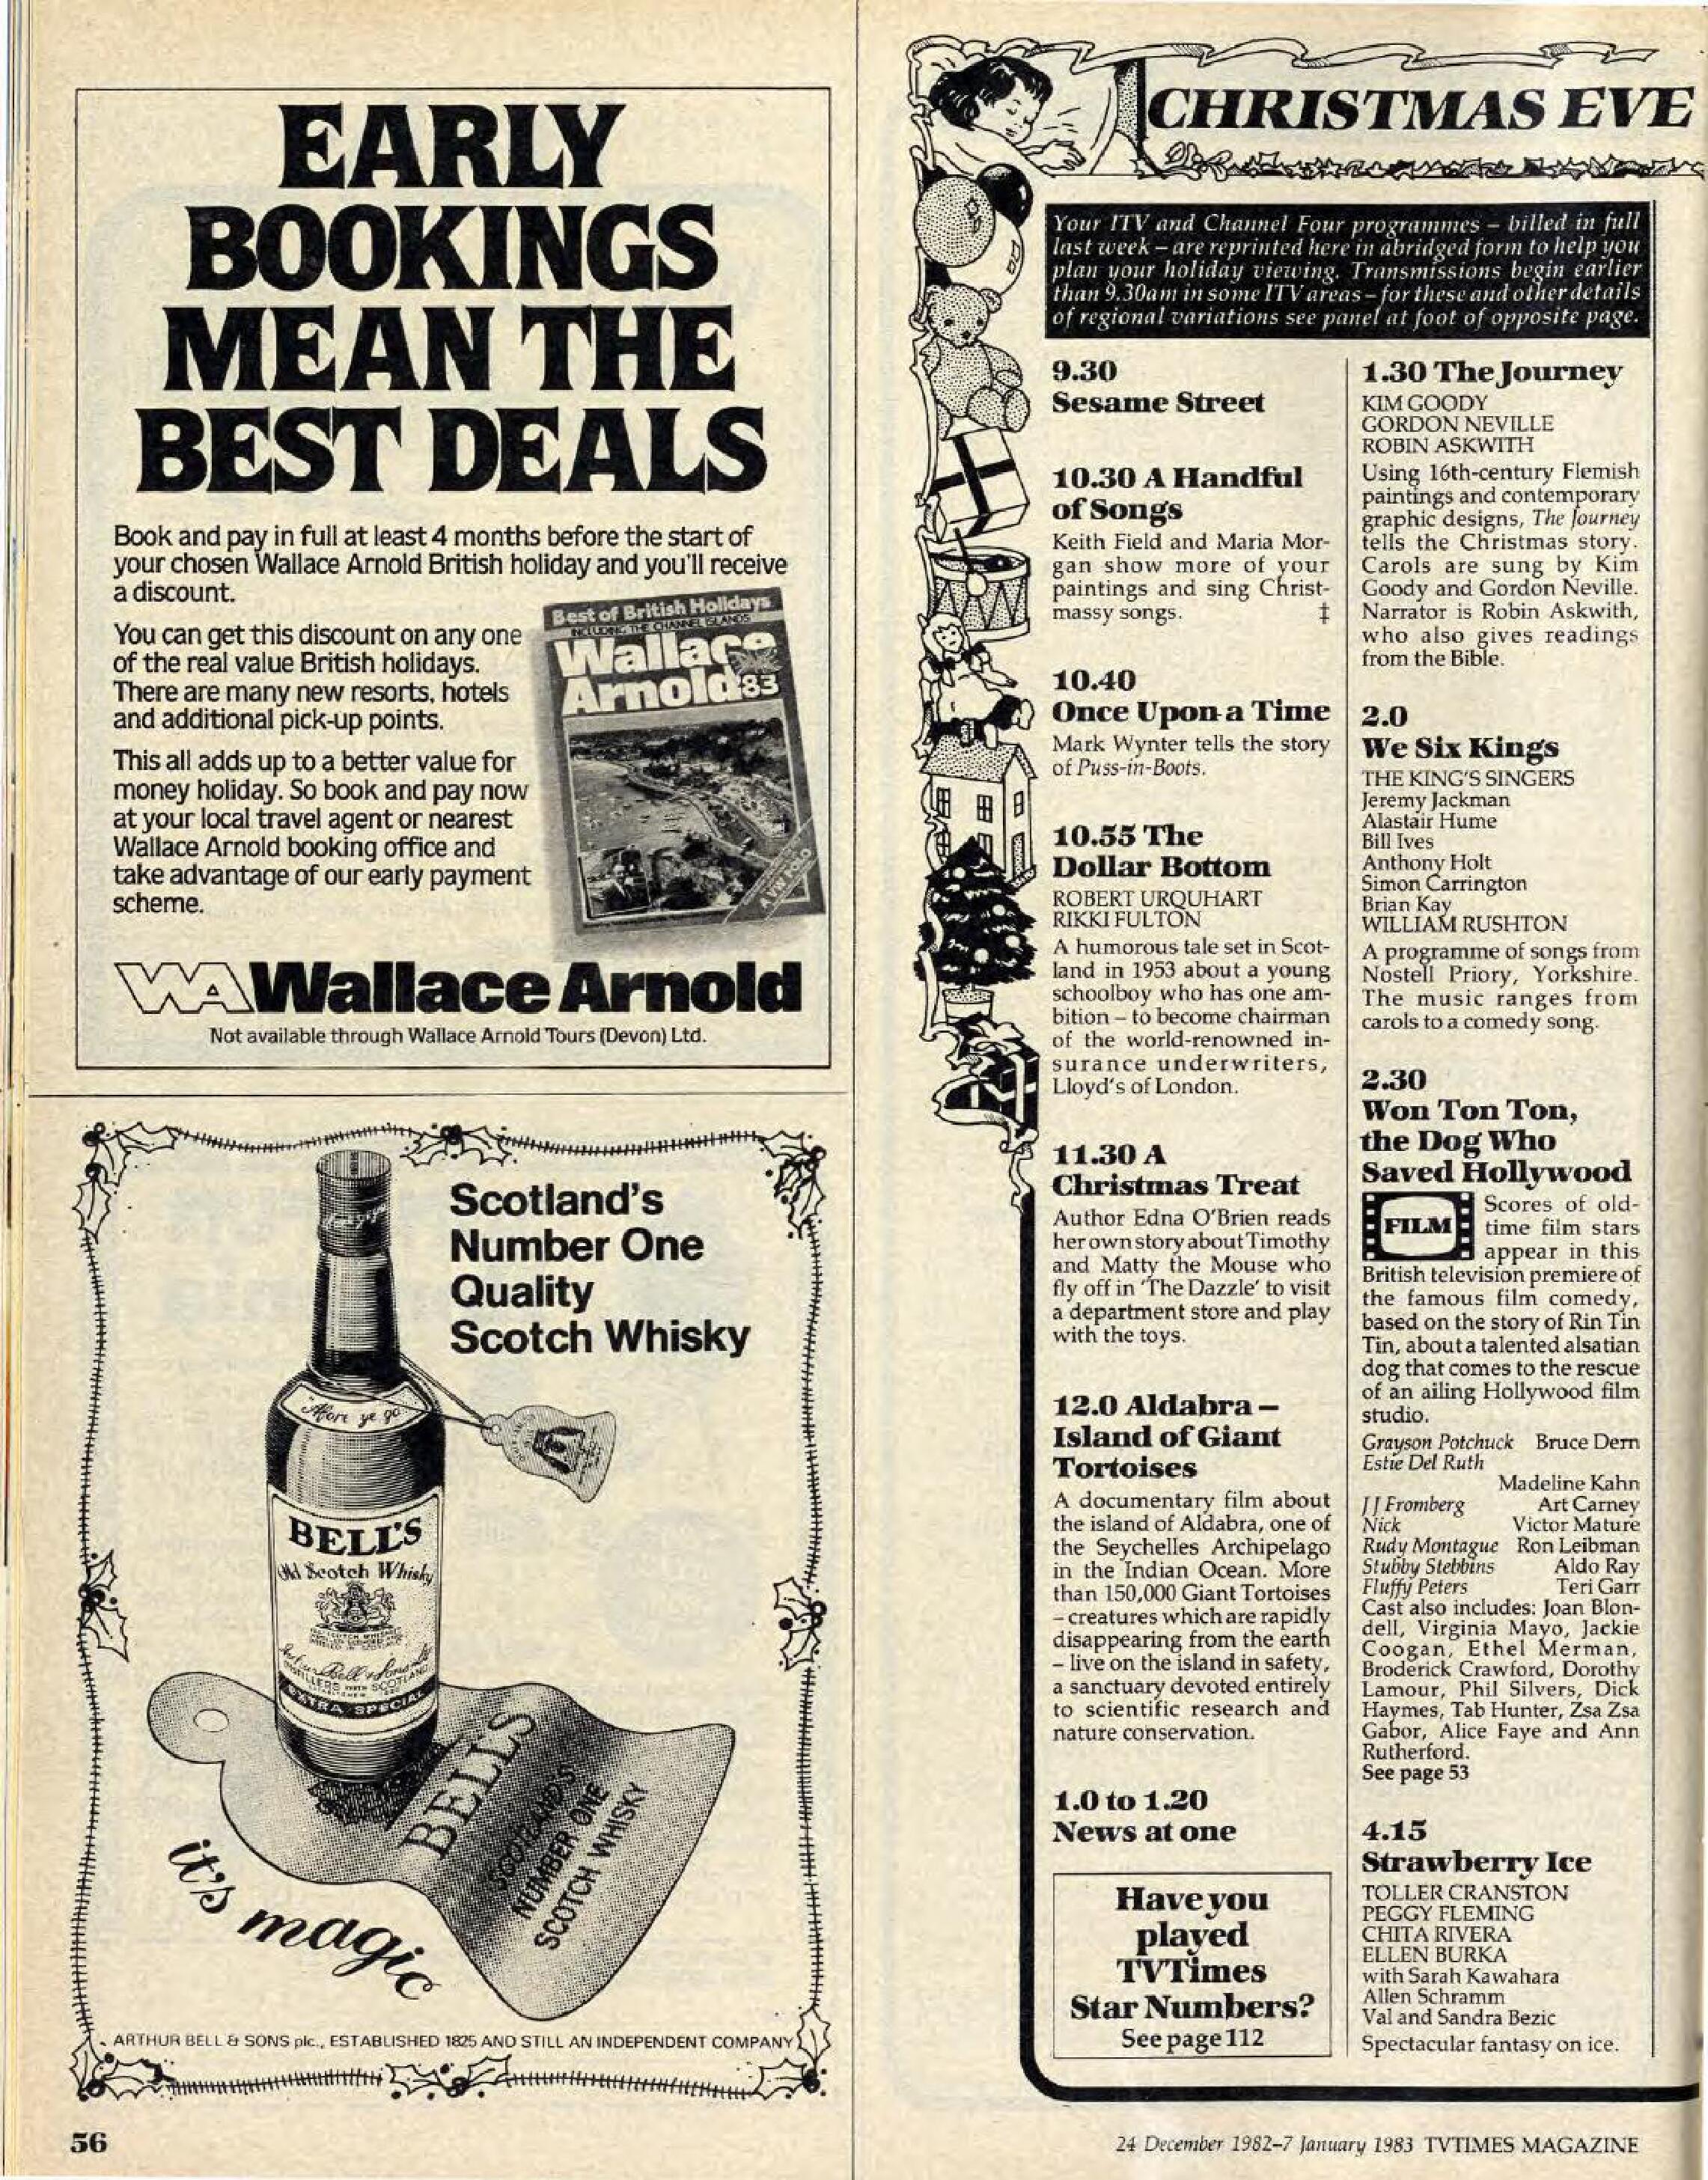 EARLY
BOOKINGS
MEAN THE
BEST DEALS
Book and pay in full at least 4 months before the start of
your chosen Wallace Arnold British holiday and you'll receive
a discount.
You can get this discount on any one
of the real value British holidays.
There are many new resorts, hotels
and additional pick-up points.
This all adds up to a better value for
money holiday. So book and pay now
at your local travel agent or nearest
Wallace Arnold booking office and
take advantage of our early payment
scheme.
Best of British Holidays
INCLUDING THE CHANNEL ISLANDS
Wallace
Arnold 83
WA Wallace Arnold
Not available through Wallace Arnold Tours (Devon) Ltd.
Scotland's
Number One
Quality
Scotch Whisky
Afore ye go
BELL'S
Old Scotch Whisky
Arthur Bell & Sons Ltd
DISTILLERS PERTH SCOTLAND
EXTRA SPECIAL
BELL'S
SCOTLAND'S
NUMBER ONE
SCOTCH WHISKY
it's magic
ARTHUR BELL & SONS plc., ESTABLISHED 1825 AND STILL AN INDEPENDENT COMPANY
56
CHRISTMAS EVE
Your ITV and Channel Four programmes – billed in full
last week – are reprinted here in abridged form to help you
plan your holiday viewing. Transmissions begin earlier
than 9.30am in some ITV areas – for these and other details
of regional variations see panel at foot of opposite page.
9.30
Sesame Street
10.30 A Handful
of Songs
Keith Field and Maria Mor-
gan show more of your
paintings and sing Christ-
massy songs. ‡
10.40
Once Upon a Time
Mark Wynter tells the story
of Puss-in-Boots.
10.55 The
Dollar Bottom
ROBERT URQUHART
RIKKI FULTON
A humorous tale set in Scot-
land in 1953 about a young
schoolboy who has one am-
bition – to become chairman
of the world-renowned in-
surance underwriters,
Lloyd's of London.
11.30 A
Christmas Treat
Author Edna O'Brien reads
her own story about Timothy
and Matty the Mouse who
fly off in 'The Dazzle' to visit
a department store and play
with the toys.
12.0 Aldabra –
Island of Giant
Tortoises
A documentary film about
the island of Aldabra, one of
the Seychelles Archipelago
in the Indian Ocean. More
than 150,000 Giant Tortoises
– creatures which are rapidly
disappearing from the earth
– live on the island in safety,
a sanctuary devoted entirely
to scientific research and
nature conservation.
1.0 to 1.20
News at one
Have you
played
TVTimes
Star Numbers?
See page 112
1.30 The Journey
KIM GOODY
GORDON NEVILLE
ROBIN ASKWITH
Using 16th-century Flemish
paintings and contemporary
graphic designs, The Journey
tells the Christmas story.
Carols are sung by Kim
Goody and Gordon Neville.
Narrator is Robin Askwith,
who also gives readings
from the Bible.
2.0
We Six Kings
THE KING'S SINGERS
Jeremy Jackman
Alastair Hume
Bill Ives
Anthony Holt
Simon Carrington
Brian Kay
WILLIAM RUSHTON
A programme of songs from
Nostell Priory, Yorkshire.
The music ranges from
carols to a comedy song.
2.30
Won Ton Ton,
the Dog Who
Saved Hollywood
FILM
Scores of old-
time film stars
appear in this
British television premiere of
the famous film comedy,
based on the story of Rin Tin
Tin, about a talented alsatian
dog that comes to the rescue
of an ailing Hollywood film
studio.
Grayson Potchuck Bruce Dern
Estie Del Ruth
Madeline Kahn
J J Fromberg Art Carney
Nick Victor Mature
Rudy Montague Ron Leibman
Stubby Stebbins Aldo Ray
Fluffy Peters Teri Garr
Cast also includes: Joan Blon-
dell, Virginia Mayo, Jackie
Coogan, Ethel Merman,
Broderick Crawford, Dorothy
Lamour, Phil Silvers, Dick
Haymes, Tab Hunter, Zsa Zsa
Gabor, Alice Faye and Ann
Rutherford.
See page 53
4.15
Strawberry Ice
TOLLER CRANSTON
PEGGY FLEMING
CHITA RIVERA
ELLEN BURKA
with Sarah Kawahara
Allen Schramm
Val and Sandra Bezic
Spectacular fantasy on ice.
24 December 1982–7 January 1983 TVTIMES MAGAZINE